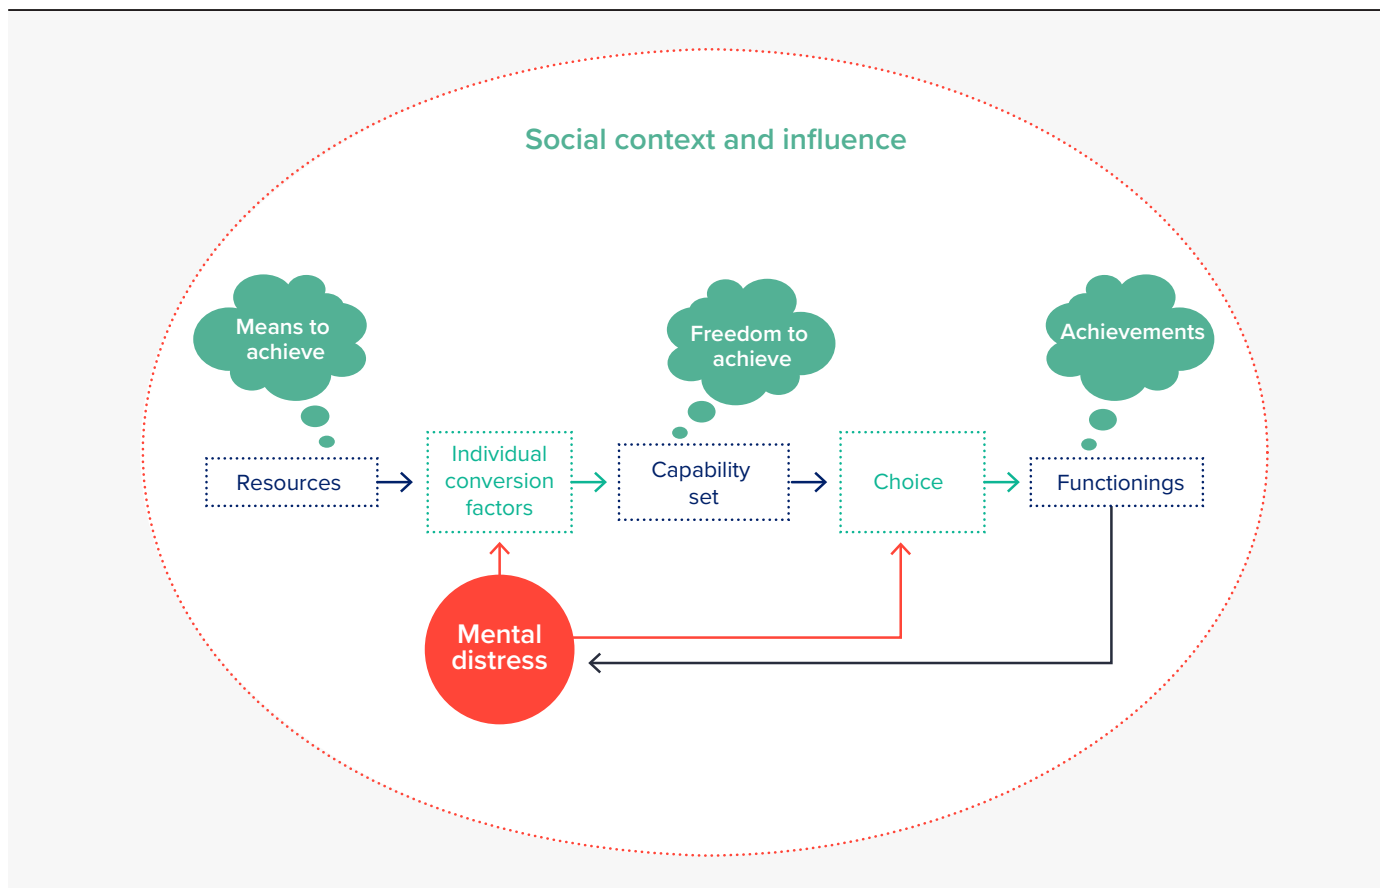 Social context and influence
Means to
achieve
Freedom to
achieve
Achievements
Resources
Individual
conversion
factors
Capability
set
Choice
Functionings
Mental
distress